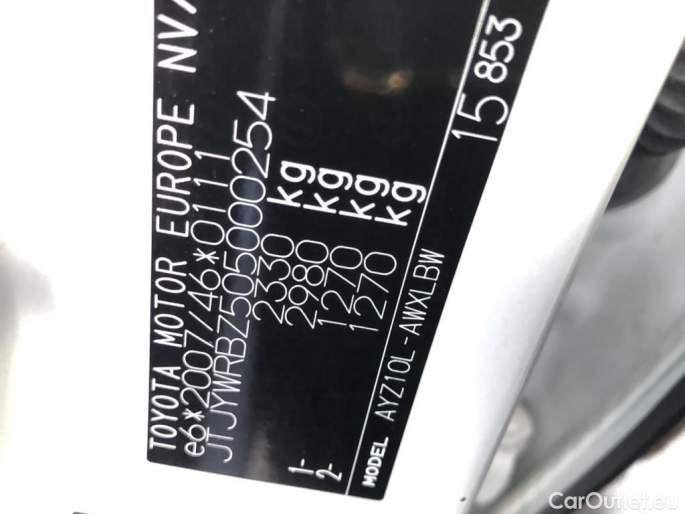 TOYOTA MOTOR EUROPE NV/
e6*2007/46*0111
JTJYWRBZ505000254
2330 kg
2980 kg
1- 1270 kg
2- 1270 kg
MODEL AYZ10L-AWXLBW
15 853
CarOutlet.eu